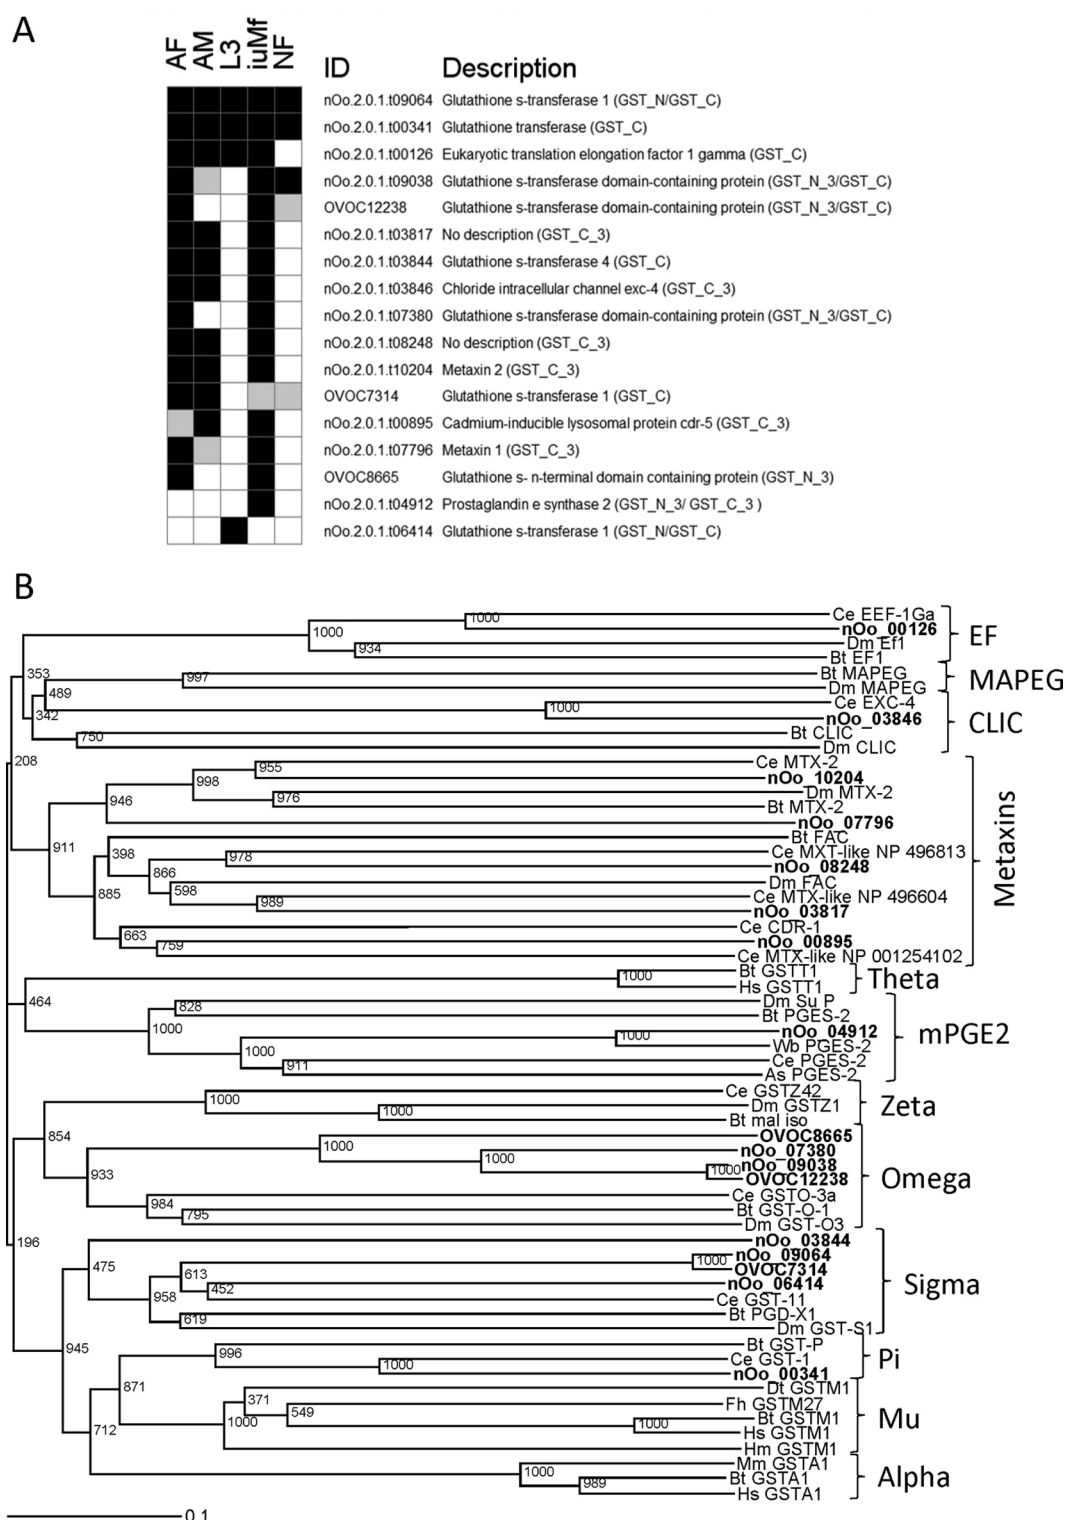 A
AF AM L3 iuMf NF
ID Description
nOo.2.0.1.t09064 Glutathione s-transferase 1 (GST_N/GST_C)
nOo.2.0.1.t00341 Glutathione transferase (GST_C)
nOo.2.0.1.t00126 Eukaryotic translation elongation factor 1 gamma (GST_C)
nOo.2.0.1.t09038 Glutathione s-transferase domain-containing protein (GST_N_3/GST_C)
OVOC12238 Glutathione s-transferase domain-containing protein (GST_N_3/GST_C)
nOo.2.0.1.t03817 No description (GST_C_3)
nOo.2.0.1.t03844 Glutathione s-transferase 4 (GST_C)
nOo.2.0.1.t03846 Chloride intracellular channel exc-4 (GST_C_3)
nOo.2.0.1.t07380 Glutathione s-transferase domain-containing protein (GST_N_3/GST_C)
nOo.2.0.1.t08248 No description (GST_C_3)
nOo.2.0.1.t10204 Metaxin 2 (GST_C_3)
OVOC7314 Glutathione s-transferase 1 (GST_C)
nOo.2.0.1.t00895 Cadmium-inducible lysosomal protein cdr-5 (GST_C_3)
nOo.2.0.1.t07796 Metaxin 1 (GST_C_3)
OVOC8665 Glutathione s- n-terminal domain containing protein (GST_N_3)
nOo.2.0.1.t04912 Prostaglandin e synthase 2 (GST_N_3/ GST_C_3 )
nOo.2.0.1.t06414 Glutathione s-transferase 1 (GST_N/GST_C)
B
1000 Ce EEF-1Ga
nOo_00126
1000 EF
934 Dm Ef1
Bt EF1
353
997 Bt MAPEG
MAPEG
489 Dm MAPEG
1000 Ce EXC-4
342 nOo_03846
CLIC
750 Bt CLIC
Dm CLIC
208
955 Ce MTX-2
998 nOo_10204
976 Dm MTX-2
946 Bt MTX-2
nOo_07796
911 Bt FAC
398 978 Ce MXT-like NP 496813
866 nOo_08248
Metaxins
598 Dm FAC
885 989 Ce MTX-like NP 496604
nOo_03817
663 Ce CDR-1
759 nOo_00895
Ce MTX-like NP 001254102
1000 Bt GSTT1
Theta
Hs GSTT1
464
828 Dm Su P
1000 Bt PGES-2
1000 nOo_04912
mPGE2
1000 Wb PGES-2
911 Ce PGES-2
As PGES-2
1000 Ce GSTZ42
1000 Dm GSTZ1
Zeta
Bt mal iso
854
1000 OVOC8665
1000 nOo_07380
933 1000 nOo_09038
OVOC12238
Omega
984 Ce GSTO-3a
795 Bt GST-O-1
Dm GST-O3
196
475 nOo_03844
1000 nOo_09064
613 OVOC7314
452 nOo_06414
Sigma
958 Ce GST-11
619 Bt PGD-X1
Dm GST-S1
945
996 Bt GST-P
1000 Ce GST-1
Pi
nOo_00341
871
371 Dt GSTM1
549 Fh GSTM27
1000 1000 Bt GSTM1
Mu
712 Hs GSTM1
Hm GSTM1
1000 Mm GSTA1
989 Bt GSTA1
Alpha
Hs GSTA1
0.1